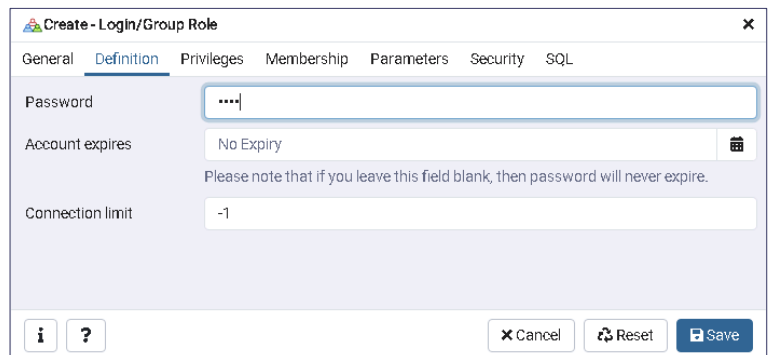 Create - Login/Group Role
General Definition Privileges Membership Parameters Security SQL
Password ····
Account expires No Expiry
Please note that if you leave this field blank, then password will never expire.
Connection limit -1
i ? Cancel Reset Save